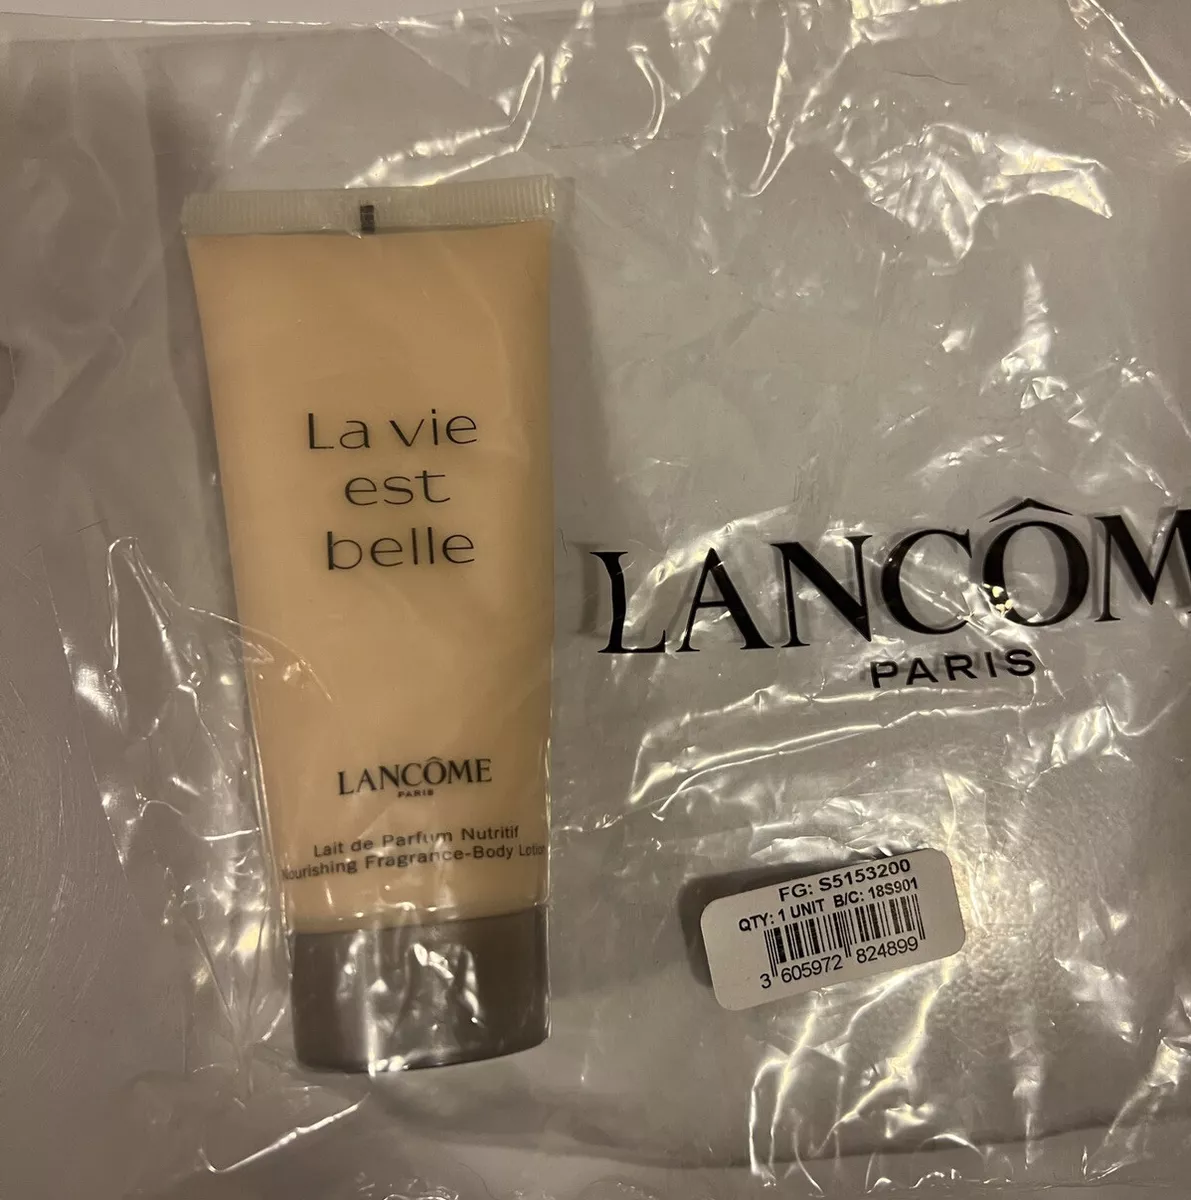 La vie
est
belle
LANCÔME
PARIS
Lait de Parfum Nutritif
Nourishing Fragrance-Body Lotion
LANCÔM
PARIS
FG: S5153200
QTY: 1 UNIT B/C: 18S901
3 605972 824899